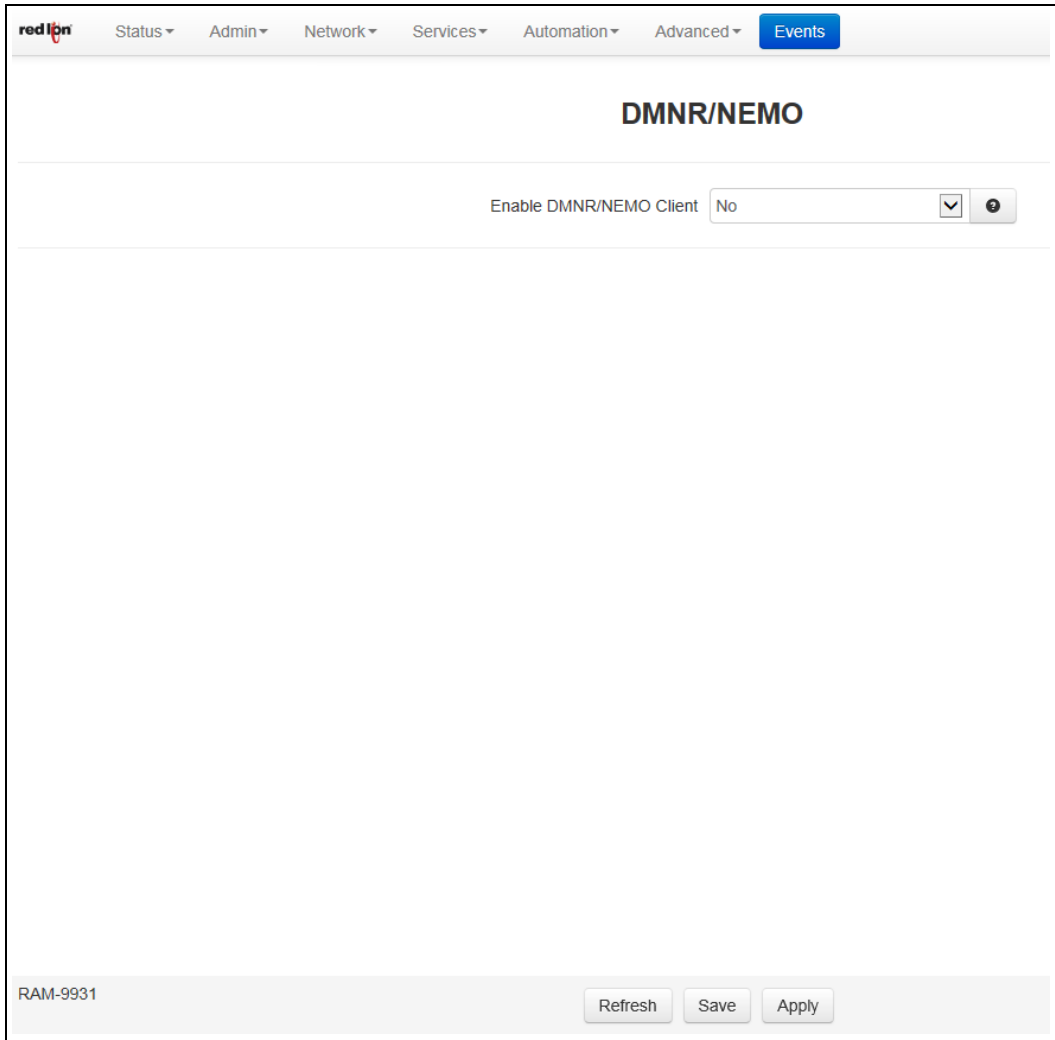 red lion Status Admin Network Services Automation Advanced Events
DMNR/NEMO
Enable DMNR/NEMO Client No
RAM-9931
Refresh Save Apply